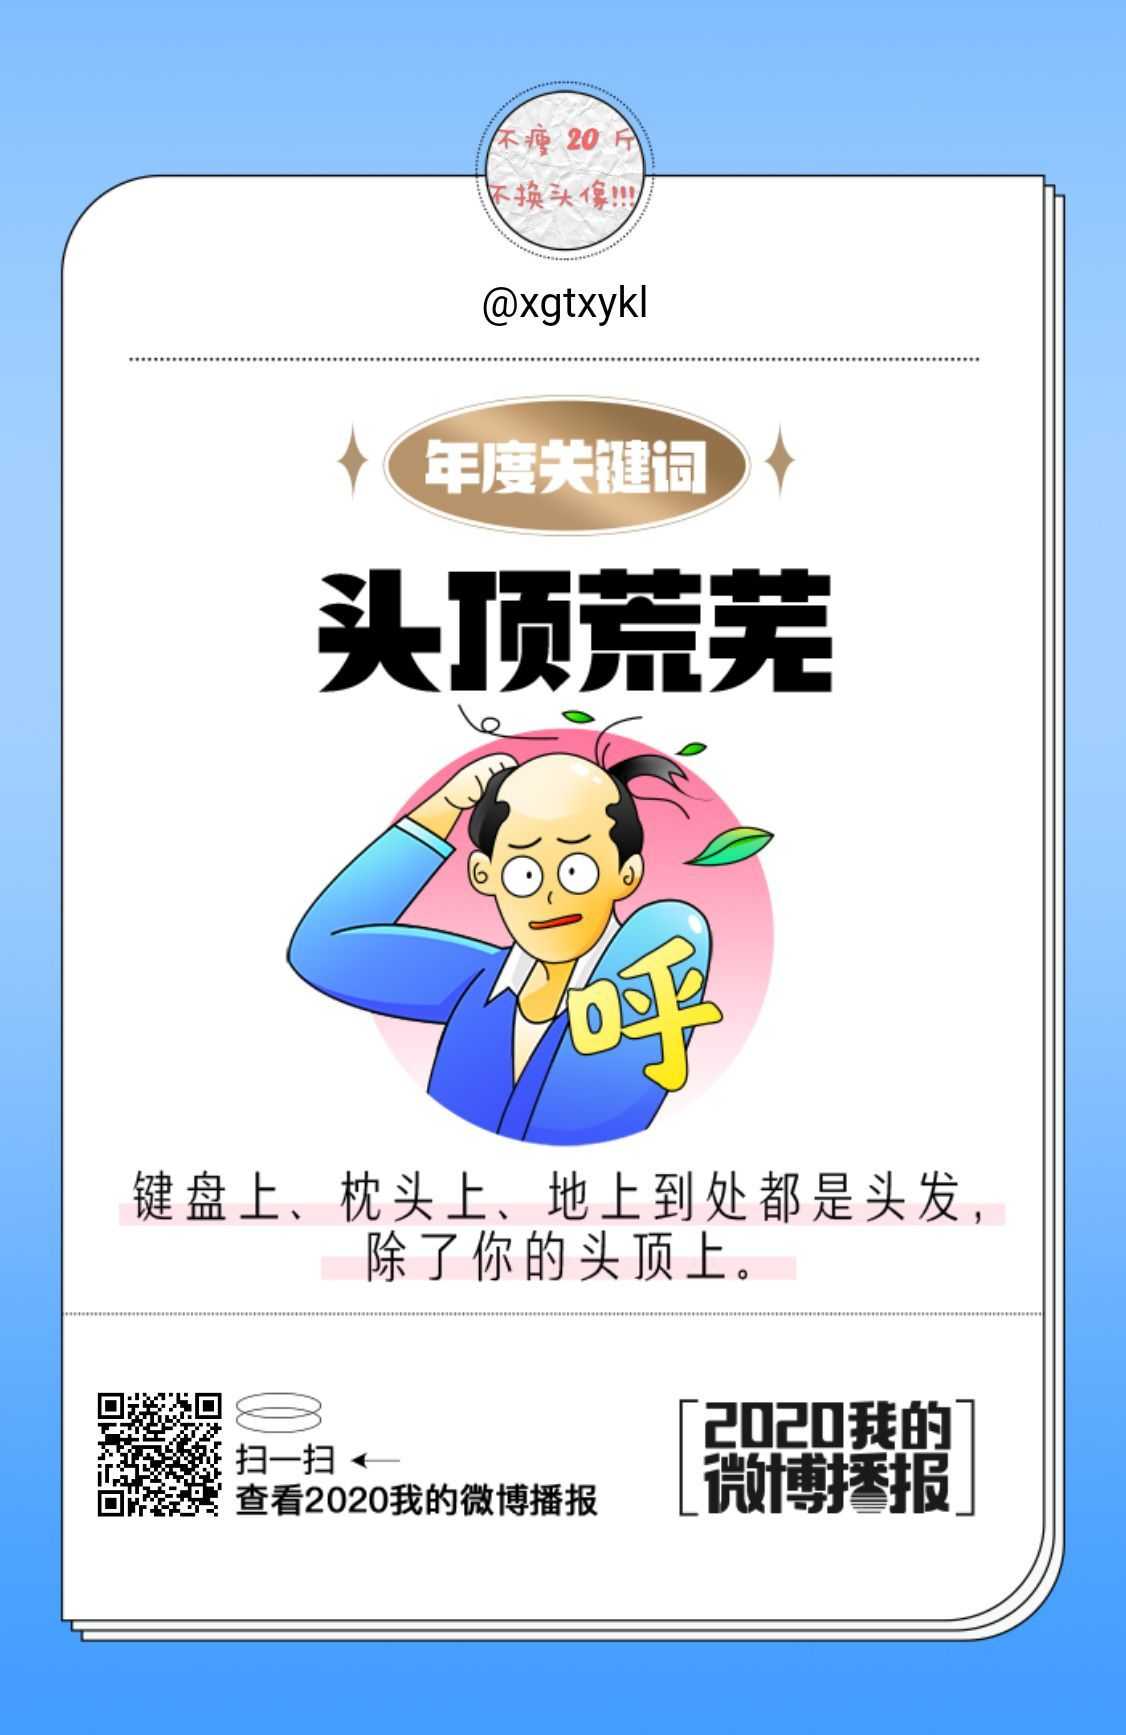 不瘦 20 斤
不换头像!!!
@xgtxykl
年度关键词
头顶荒芜
呼
键盘上、枕头上、地上到处都是头发,
除了你的头顶上。
扫一扫
查看2020我的微博播报
2020我的
微博播报